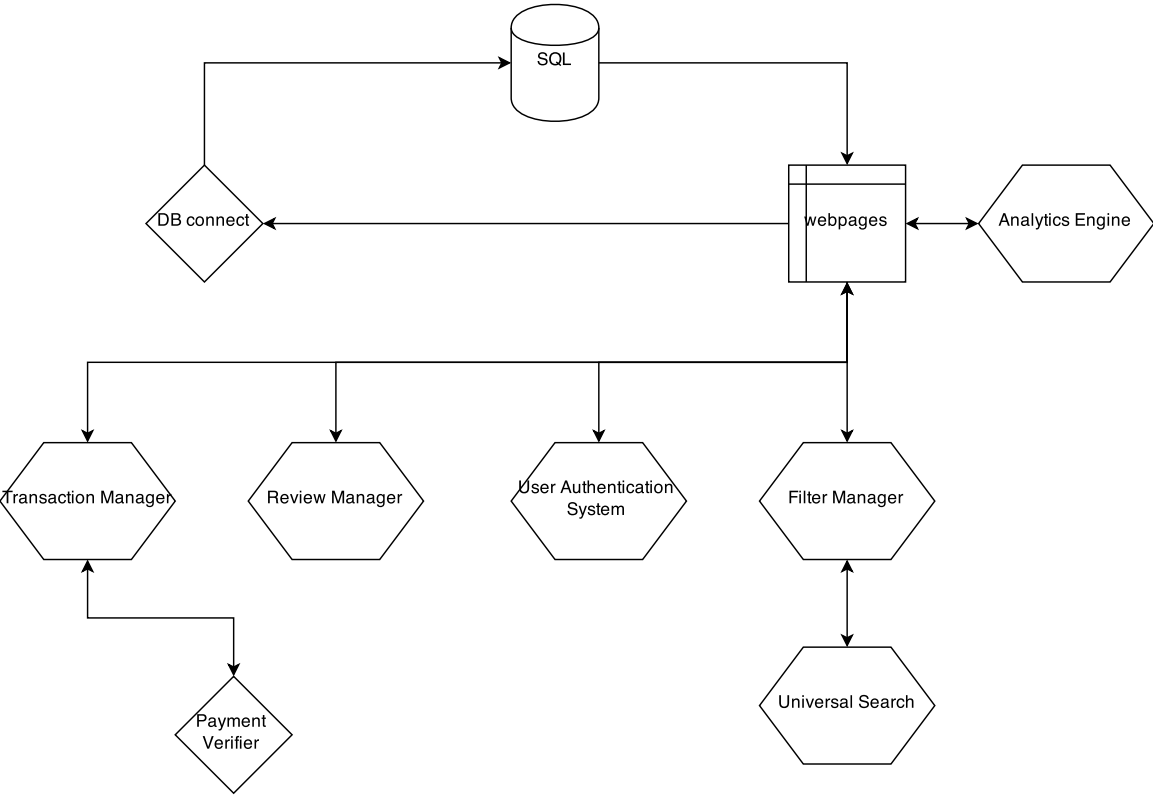 SQL
DB connect
webpages
Analytics Engine
Transaction Manager
Review Manager
User Authentication
System
Filter Manager
Universal Search
Payment
Verifier